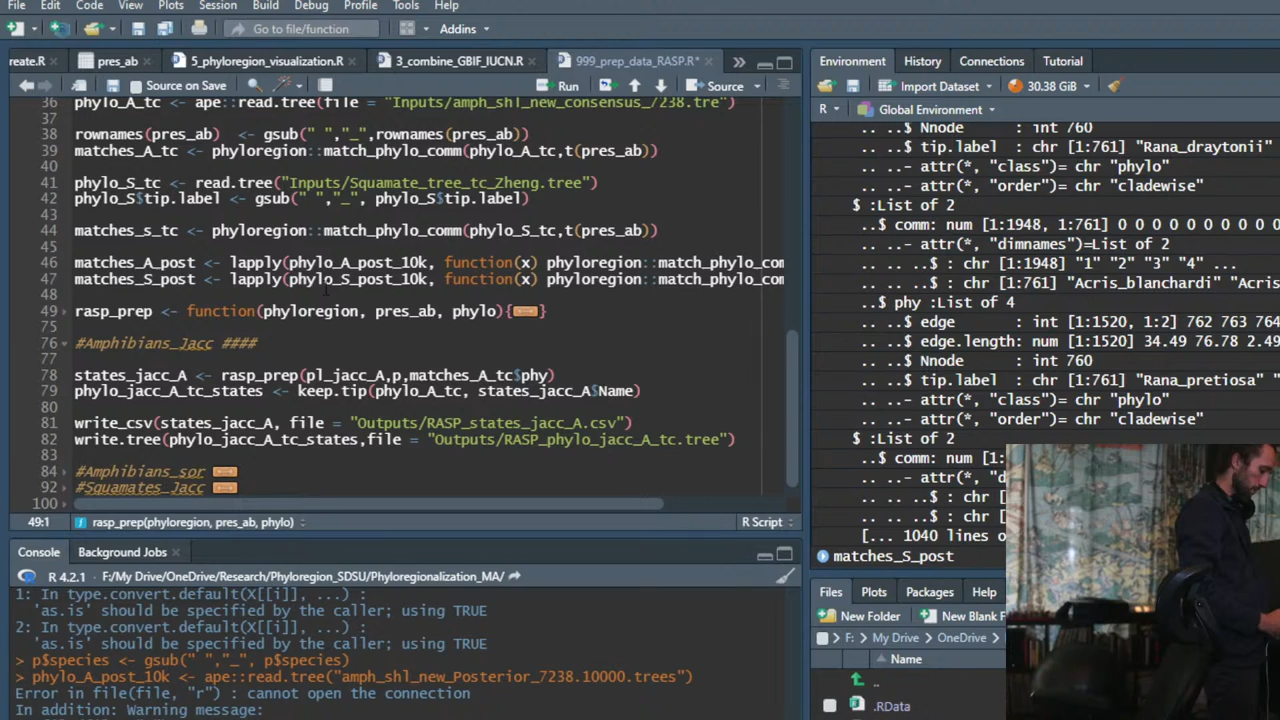 File Edit Code View Plots Session Build Debug Profile Tools Help
Go to file/function Addins
reate.R pres_ab 5_phyloregion_visualization.R 3_combine_GBIF_IUCN.R 999_prep_data_RASP.R*
Source on Save Run Source
36 phylo_A_tc <- ape::read.tree(file = "Inputs/amph_shl_new_consensus_7238.tre")
37
38 rownames(pres_ab) <- gsub(" ","_",rownames(pres_ab))
39 matches_A_tc <- phyloregion::match_phylo_comm(phylo_A_tc,t(pres_ab))
40
41 phylo_S_tc <- read.tree("Inputs/Squamate_tree_tc_Zheng.tree")
42 phylo_S$tip.label <- gsub(" ","_", phylo_S$tip.label)
43
44 matches_s_tc <- phyloregion::match_phylo_comm(phylo_S_tc,t(pres_ab))
45
46 matches_A_post <- lapply(phylo_A_post_10k, function(x) phyloregion::match_phylo_com
47 matches_S_post <- lapply(phylo_S_post_10k, function(x) phyloregion::match_phylo_com
48
49 rasp_prep <- function(phyloregion, pres_ab, phylo){ }
76 #Amphibians_Jacc ####
77
78 states_jacc_A <- rasp_prep(pl_jacc_A,p,matches_A_tc$phy)
79 phylo_jacc_A_tc_states <- keep.tip(phylo_A_tc, states_jacc_A$Name)
80
81 write_csv(states_jacc_A, file = "Outputs/RASP_states_jacc_A.csv")
82 write.tree(phylo_jacc_A_tc_states,file = "Outputs/RASP_phylo_jacc_A_tc.tree")
83
84 #Amphibians_sor
92 #Squamates_Jacc
100
49:1 rasp_prep(phyloregion, pres_ab, phylo) R Script
Console Background Jobs
R 4.2.1 · F:/My Drive/OneDrive/Research/Phyloregion_SDSU/Phyloregionalization_MA/
1: In type.convert.default(X[[i]], ...) :
'as.is' should be specified by the caller; using TRUE
2: In type.convert.default(X[[i]], ...) :
'as.is' should be specified by the caller; using TRUE
> p$species <- gsub(" ","_", p$species)
> phylo_A_post_10k <- ape::read.tree("amph_shl_new_Posterior_7238.10000.trees")
Error in file(file, "r") : cannot open the connection
In addition: Warning message:
Environment History Connections Tutorial
Import Dataset 30.38 GiB
R Global Environment
.. ..$ Nnode : int 760
.. ..$ tip.label : chr [1:761] "Rana_draytonii"
.. ..- attr(*, "class")= chr "phylo"
.. ..- attr(*, "order")= chr "cladewise"
$ :List of 2
..$ comm: num [1:1948, 1:761] 0 0 0 0 0 0 0 0
.. ..- attr(*, "dimnames")=List of 2
.. .. ..$ : chr [1:1948] "1" "2" "3" "4" ...
.. .. ..$ : chr [1:761] "Acris_blanchardi" "Acris
..$ phy :List of 4
.. ..$ edge : int [1:1520, 1:2] 762 763 764
.. ..$ edge.length: num [1:1520] 34.49 76.78 2.49
.. ..$ Nnode : int 760
.. ..$ tip.label : chr [1:761] "Rana_pretiosa"
.. ..- attr(*, "class")= chr "phylo"
.. ..- attr(*, "order")= chr "cladewise"
$ :List of 2
..$ comm: num [1:
.. ..- attr(*, "d
.. .. ..$ : chr [1
.. .. ..$ : chr [1
[... 1040 lines o
matches_S_post
Files Plots Packages Help
New Folder New Blank F
F: My Drive OneDrive
Name
..
.RData